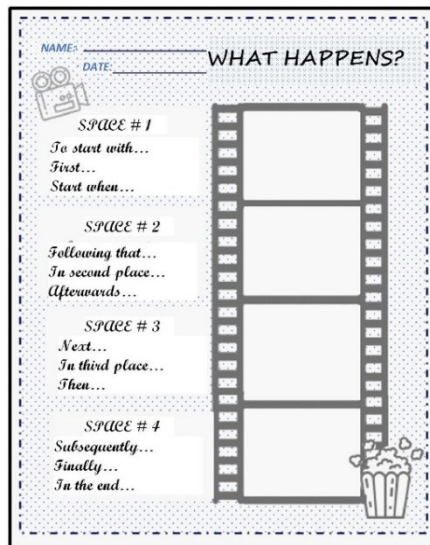 NAME:
DATE:
WHAT HAPPENS?
SPACE # 1
To start with...
First...
Start when...
SPACE # 2
Following that...
In second place...
Afterwards...
SPACE # 3
Next...
In third place...
Then...
SPACE # 4
Subsequently...
Finally...
In the end...